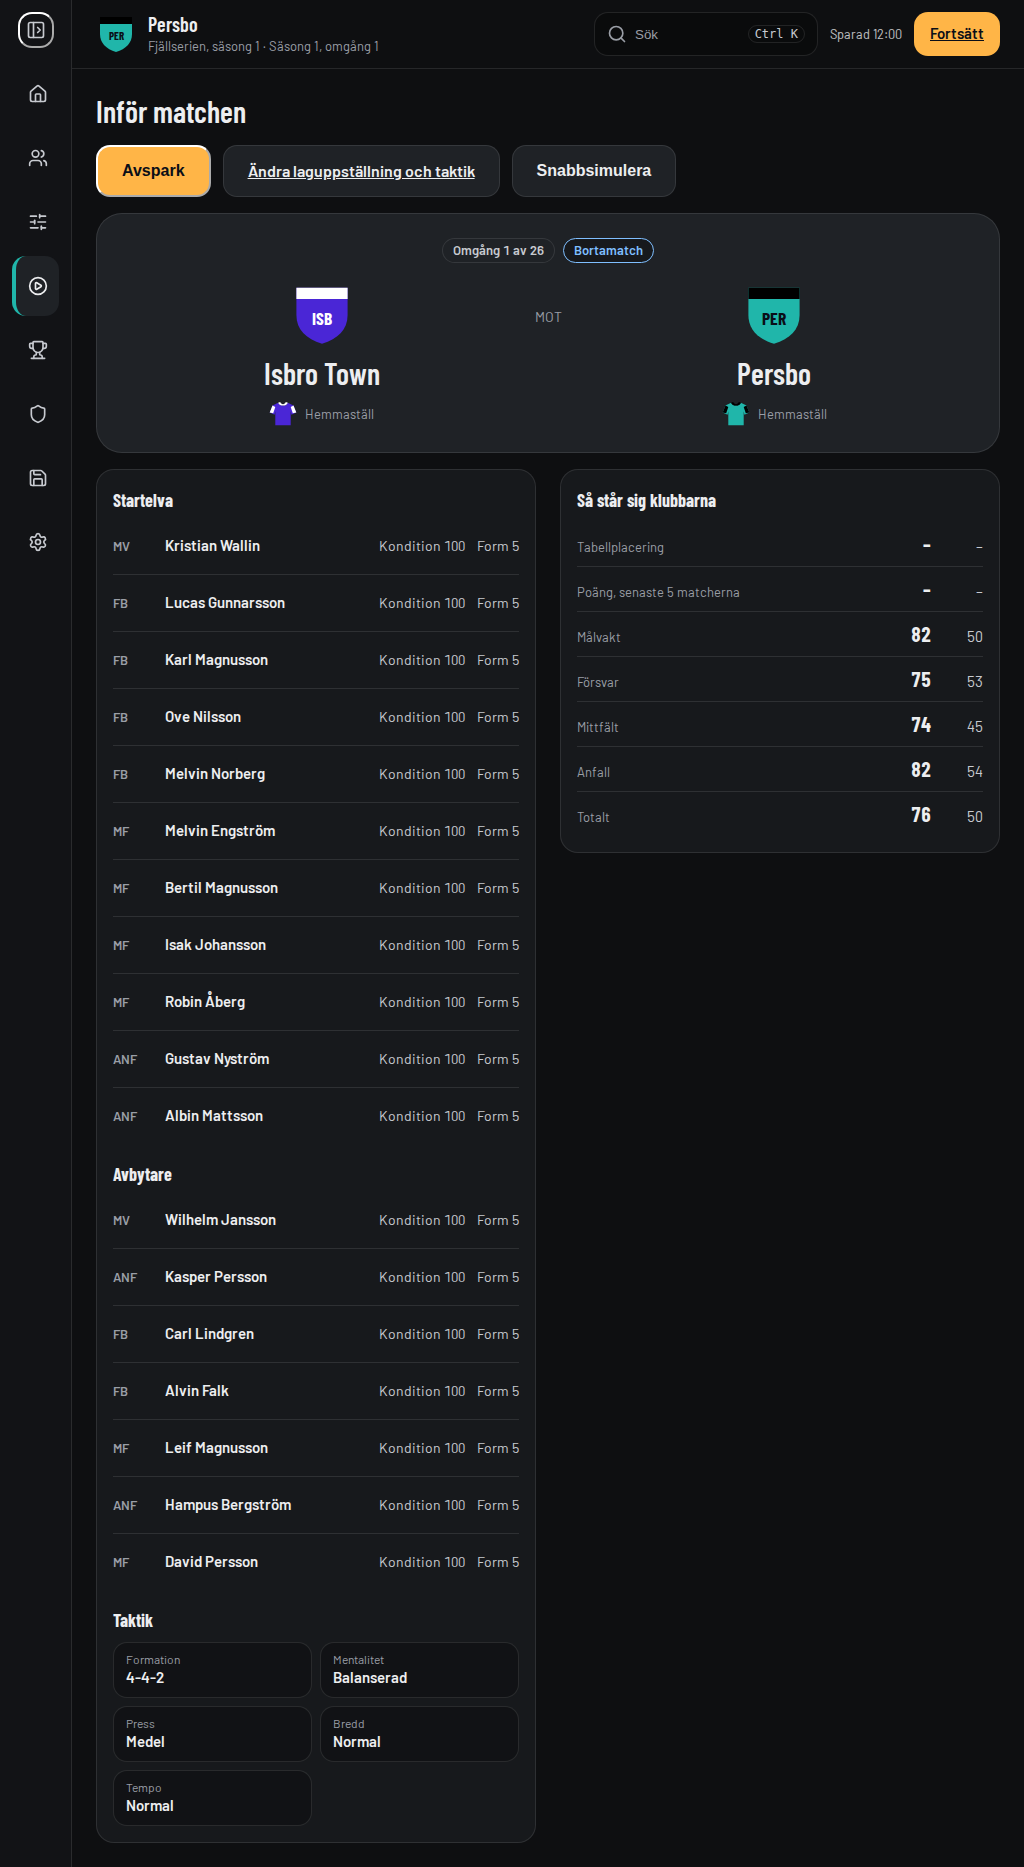 PER
Persbo
Fjällserien, säsong 1 · Säsong 1, omgång 1
Sök
Ctrl K
Sparad 12:00
Fortsätt
Inför matchen
Avspark
Ändra laguppställning och taktik
Snabbsimulera
Omgång 1 av 26
Bortamatch
ISB
MOT
PER
Isbro Town
Persbo
Hemmaställ
Hemmaställ
Startelva
MV Kristian Wallin Kondition 100 Form 5
FB Lucas Gunnarsson Kondition 100 Form 5
FB Karl Magnusson Kondition 100 Form 5
FB Ove Nilsson Kondition 100 Form 5
FB Melvin Norberg Kondition 100 Form 5
MF Melvin Engström Kondition 100 Form 5
MF Bertil Magnusson Kondition 100 Form 5
MF Isak Johansson Kondition 100 Form 5
MF Robin Åberg Kondition 100 Form 5
ANF Gustav Nyström Kondition 100 Form 5
ANF Albin Mattsson Kondition 100 Form 5
Avbytare
MV Wilhelm Jansson Kondition 100 Form 5
ANF Kasper Persson Kondition 100 Form 5
FB Carl Lindgren Kondition 100 Form 5
FB Alvin Falk Kondition 100 Form 5
MF Leif Magnusson Kondition 100 Form 5
ANF Hampus Bergström Kondition 100 Form 5
MF David Persson Kondition 100 Form 5
Taktik
Formation
4-4-2
Mentalitet
Balanserad
Press
Medel
Bredd
Normal
Tempo
Normal
Så står sig klubbarna
Tabellplacering – –
Poäng, senaste 5 matcherna – –
Målvakt 82 50
Försvar 75 53
Mittfält 74 45
Anfall 82 54
Totalt 76 50